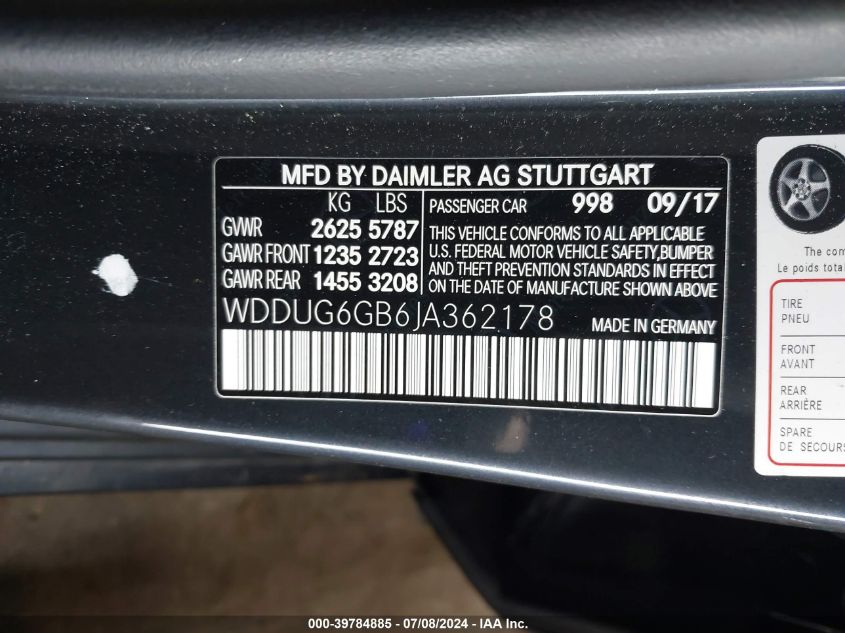 MFD BY DAIMLER AG STUTTGART
KG LBS
GVWR 2625 5787
GAWR FRONT 1235 2723
GAWR REAR 1455 3208
PASSENGER CAR 998 09/17
THIS VEHICLE CONFORMS TO ALL APPLICABLE
U.S. FEDERAL MOTOR VEHICLE SAFETY,BUMPER
AND THEFT PREVENTION STANDARDS IN EFFECT
ON THE DATE OF MANUFACTURE SHOWN ABOVE
WDDUG6GB6JA362178 MADE IN GERMANY
The com
Le poids total
TIRE
PNEU
FRONT
AVANT
REAR
ARRIÈRE
SPARE
DE SECOURS
000-39784885 - 07/08/2024 - IAA Inc.